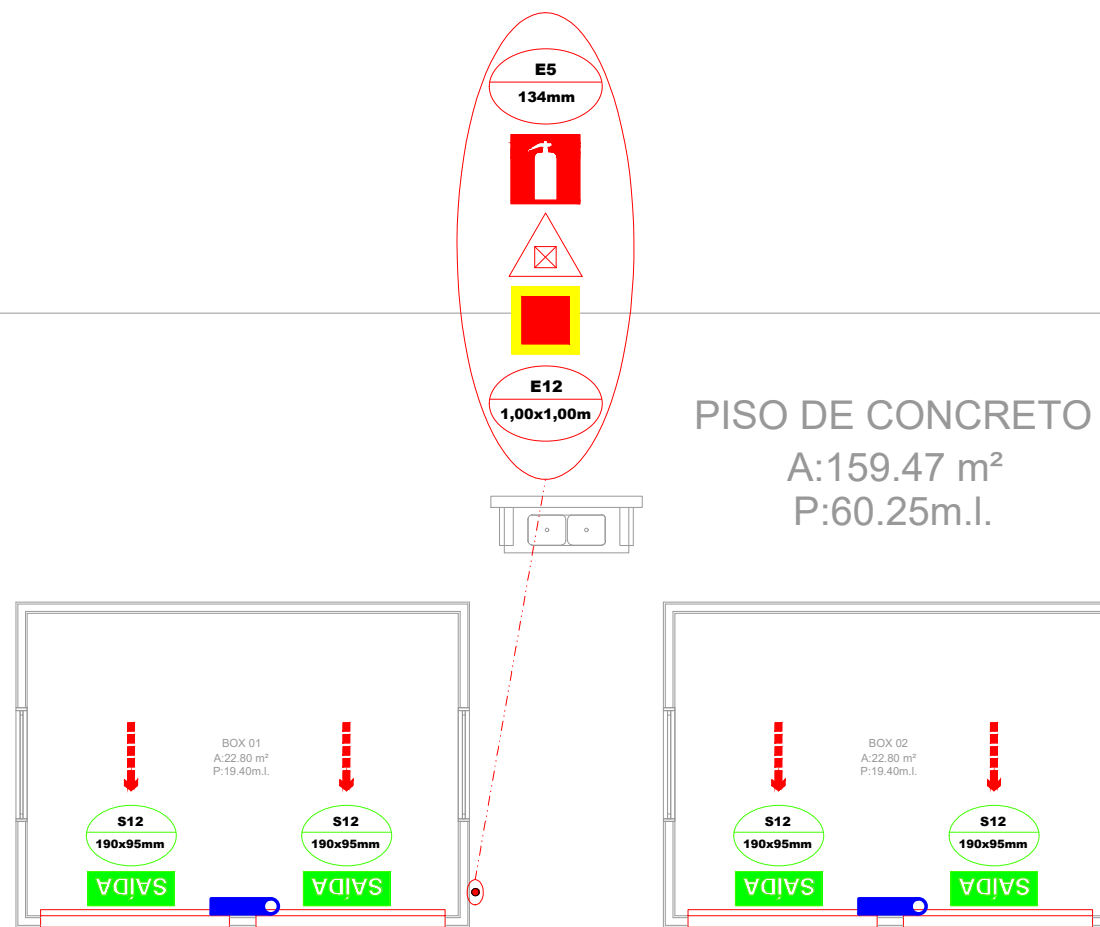 E5
134mm
E12
1,00x1,00m
PISO DE CONCRETO
A:159.47 m²
P:60.25m.l.
BOX 01
A:22.80 m²
P:19.40m.l.
S12
190x95mm
SAÍDA
S12
190x95mm
SAÍDA
BOX 02
A:22.80 m²
P:19.40m.l.
S12
190x95mm
SAÍDA
S12
190x95mm
SAÍDA